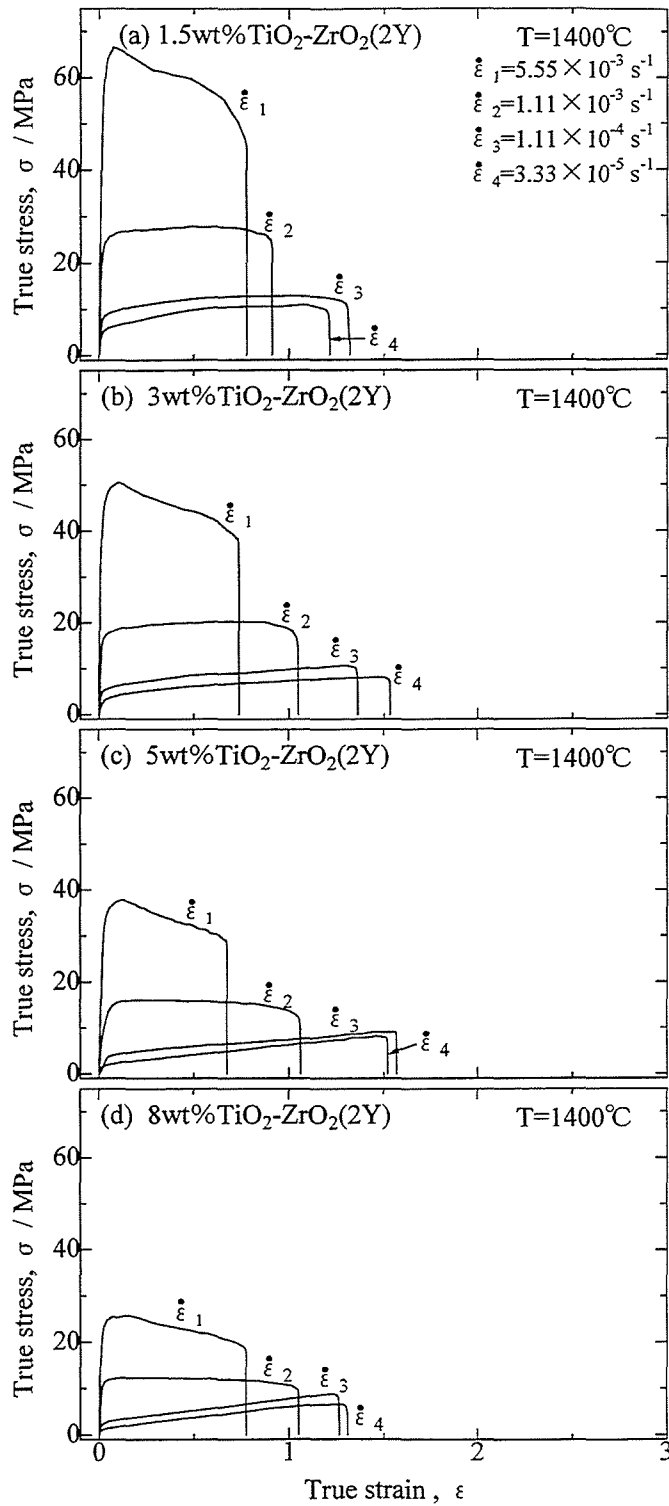 (a) 1.5wt%TiO₂-ZrO₂(2Y)
T=1400℃
ε̇ ₁=5.55×10⁻³ s⁻¹
ε̇ ₂=1.11×10⁻³ s⁻¹
ε̇ ₃=1.11×10⁻⁴ s⁻¹
ε̇ ₄=3.33×10⁻⁵ s⁻¹
True stress, σ / MPa
60
40
20
0
ε̇ ₁
ε̇ ₂
ε̇ ₃
ε̇ ₄
(b) 3wt%TiO₂-ZrO₂(2Y)
T=1400℃
True stress, σ / MPa
60
40
20
0
ε̇ ₁
ε̇ ₂
ε̇ ₃
ε̇ ₄
(c) 5wt%TiO₂-ZrO₂(2Y)
T=1400℃
True stress, σ / MPa
60
40
20
0
ε̇ ₁
ε̇ ₂
ε̇ ₃
ε̇ ₄
(d) 8wt%TiO₂-ZrO₂(2Y)
T=1400℃
True stress, σ / MPa
60
40
20
0
ε̇ ₁
ε̇ ₂
ε̇ ₃
ε̇ ₄
0 1 2 3
True strain , ε